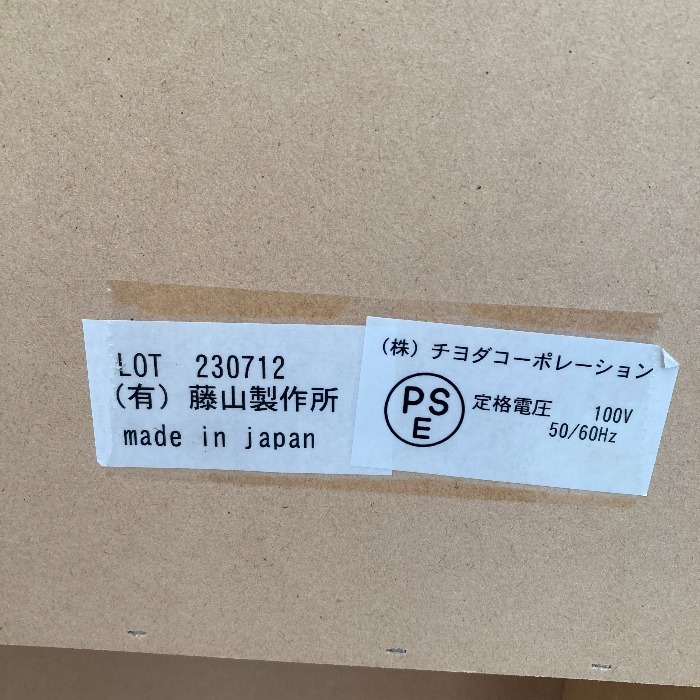 LOT 230712
(有) 藤山製作所
made in japan
(株) チヨダコーポレーション
PS
E
定格電圧 100V
50/60Hz